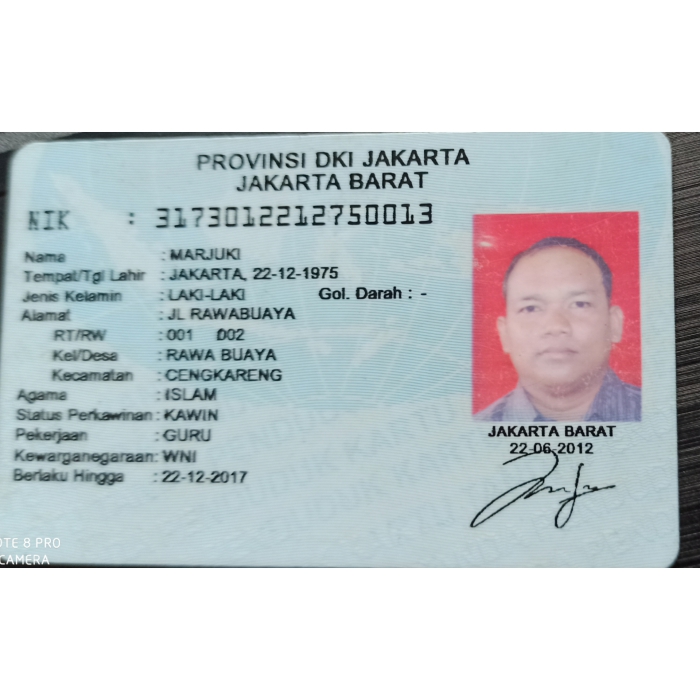 PROVINSI DKI JAKARTA
JAKARTA BARAT
NIK : 3173012212750013
Nama : MARJUKI
Tempat/Tgl Lahir : JAKARTA, 22-12-1975
Jenis Kelamin : LAKI-LAKI Gol. Darah : -
Alamat : JL RAWABUAYA
RT/RW : 001 002
Kel/Desa : RAWA BUAYA
Kecamatan : CENGKARENG
Agama : ISLAM
Status Perkawinan : KAWIN
Pekerjaan : GURU
Kewarganegaraan : WNI
Berlaku Hingga : 22-12-2017
JAKARTA BARAT
22-06-2012
OTE 8 PRO
CAMERA